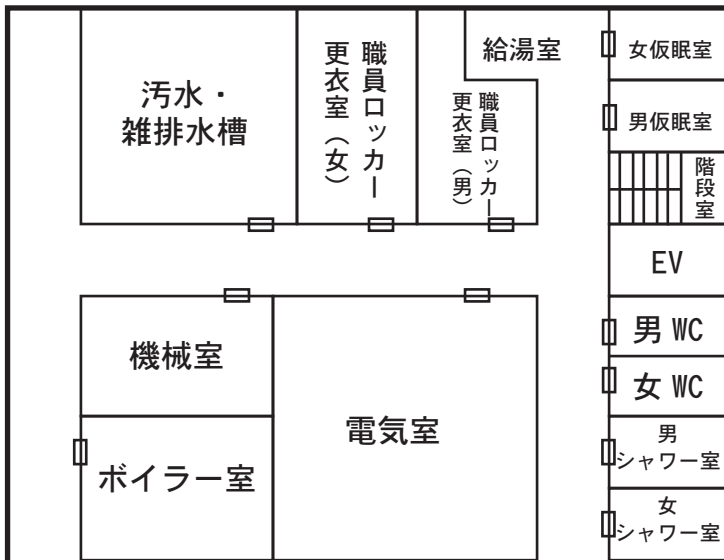 汚水・
雑排水槽
職員ロッカー
更衣室（女）
職員ロッカー
更衣室（男）
給湯室
女仮眠室
男仮眠室
階段室
EV
機械室
電気室
ボイラー室
男 WC
女 WC
男
シャワー室
女
シャワー室